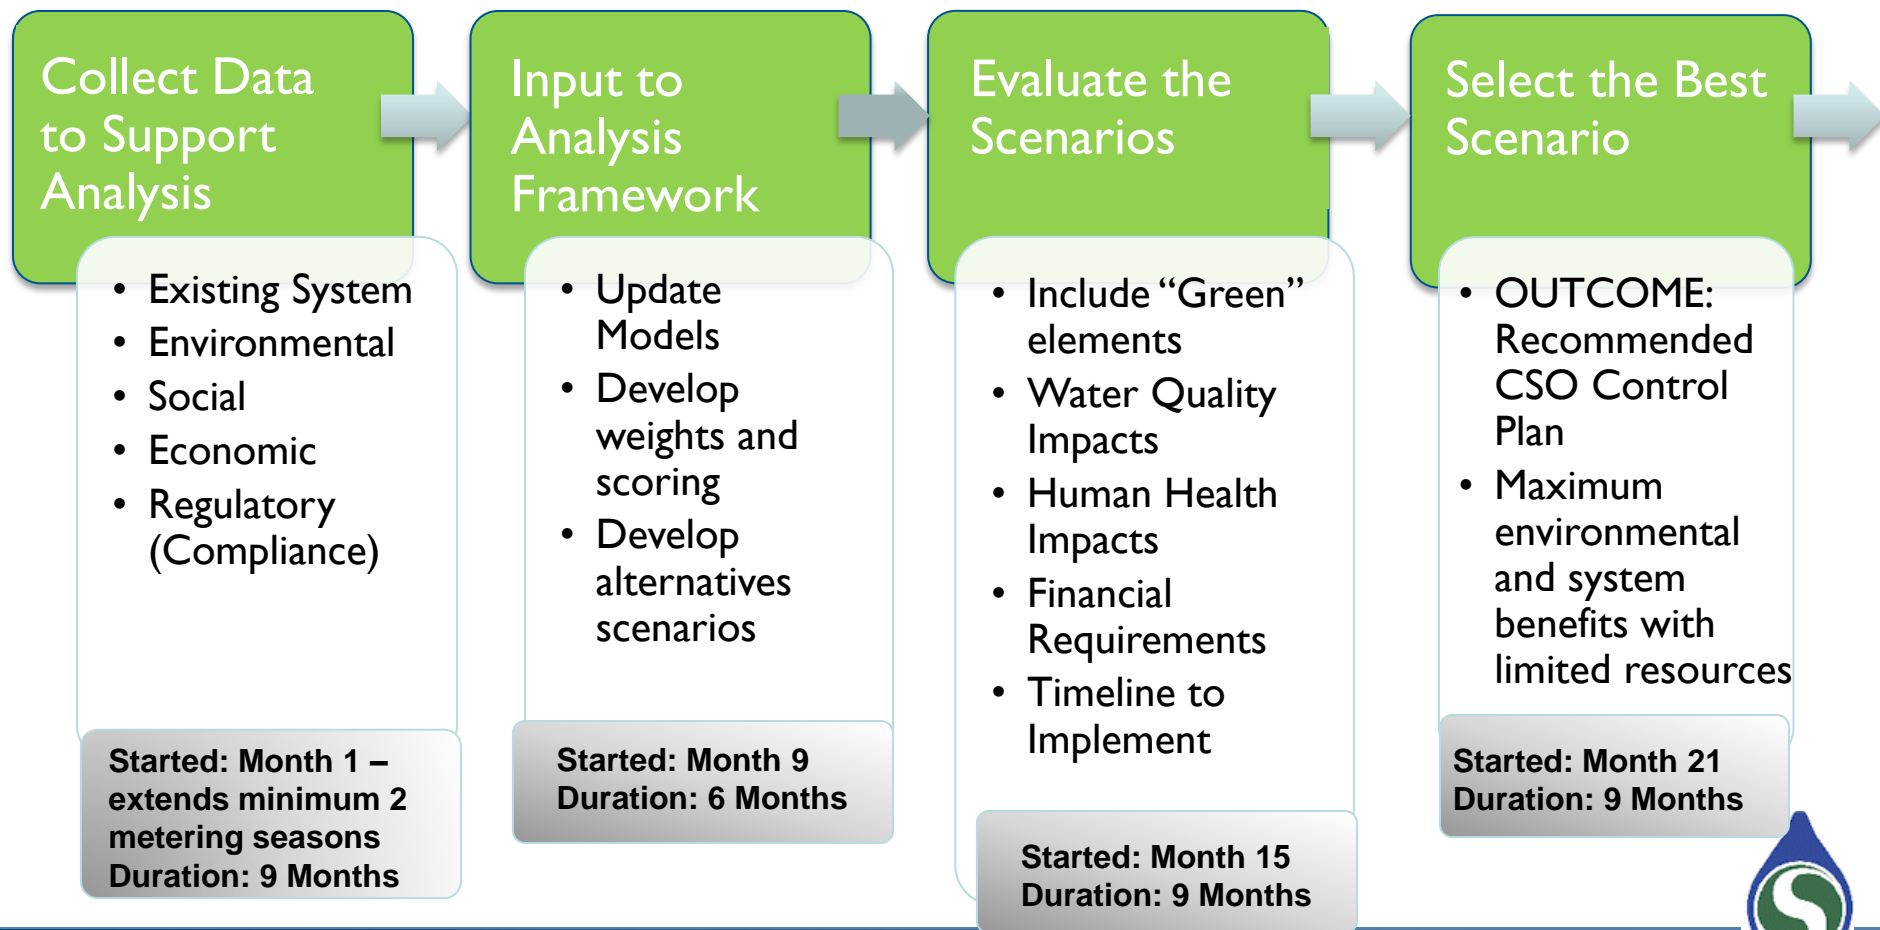 Collect Data
to Support
Analysis
• Existing System
• Environmental
• Social
• Economic
• Regulatory
(Compliance)
Started: Month 1 –
extends minimum 2
metering seasons
Duration: 9 Months
Input to
Analysis
Framework
• Update
Models
• Develop
weights and
scoring
• Develop
alternatives
scenarios
Started: Month 9
Duration: 6 Months
Evaluate the
Scenarios
• Include “Green”
elements
• Water Quality
Impacts
• Human Health
Impacts
• Financial
Requirements
• Timeline to
Implement
Started: Month 15
Duration: 9 Months
Select the Best
Scenario
• OUTCOME:
Recommended
CSO Control
Plan
• Maximum
environmental
and system
benefits with
limited resources
Started: Month 21
Duration: 9 Months